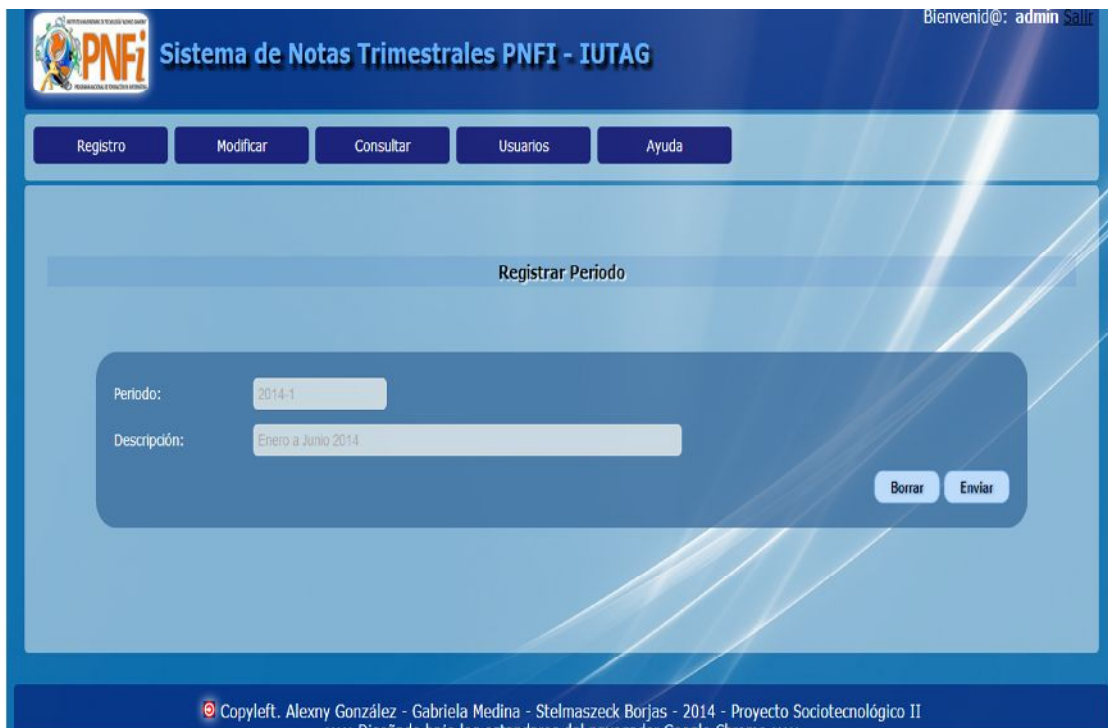 Bienvenid@: admin Salir
PNFi
Sistema de Notas Trimestrales PNFI - IUTAG
Registro Modificar Consultar Usuarios Ayuda
Registrar Periodo
Periodo: 2014-1
Descripción: Enero a Junio 2014
Borrar Enviar
Copyleft. Alexny González - Gabriela Medina - Stelmaszeck Borjas - 2014 - Proyecto Sociotecnológico II